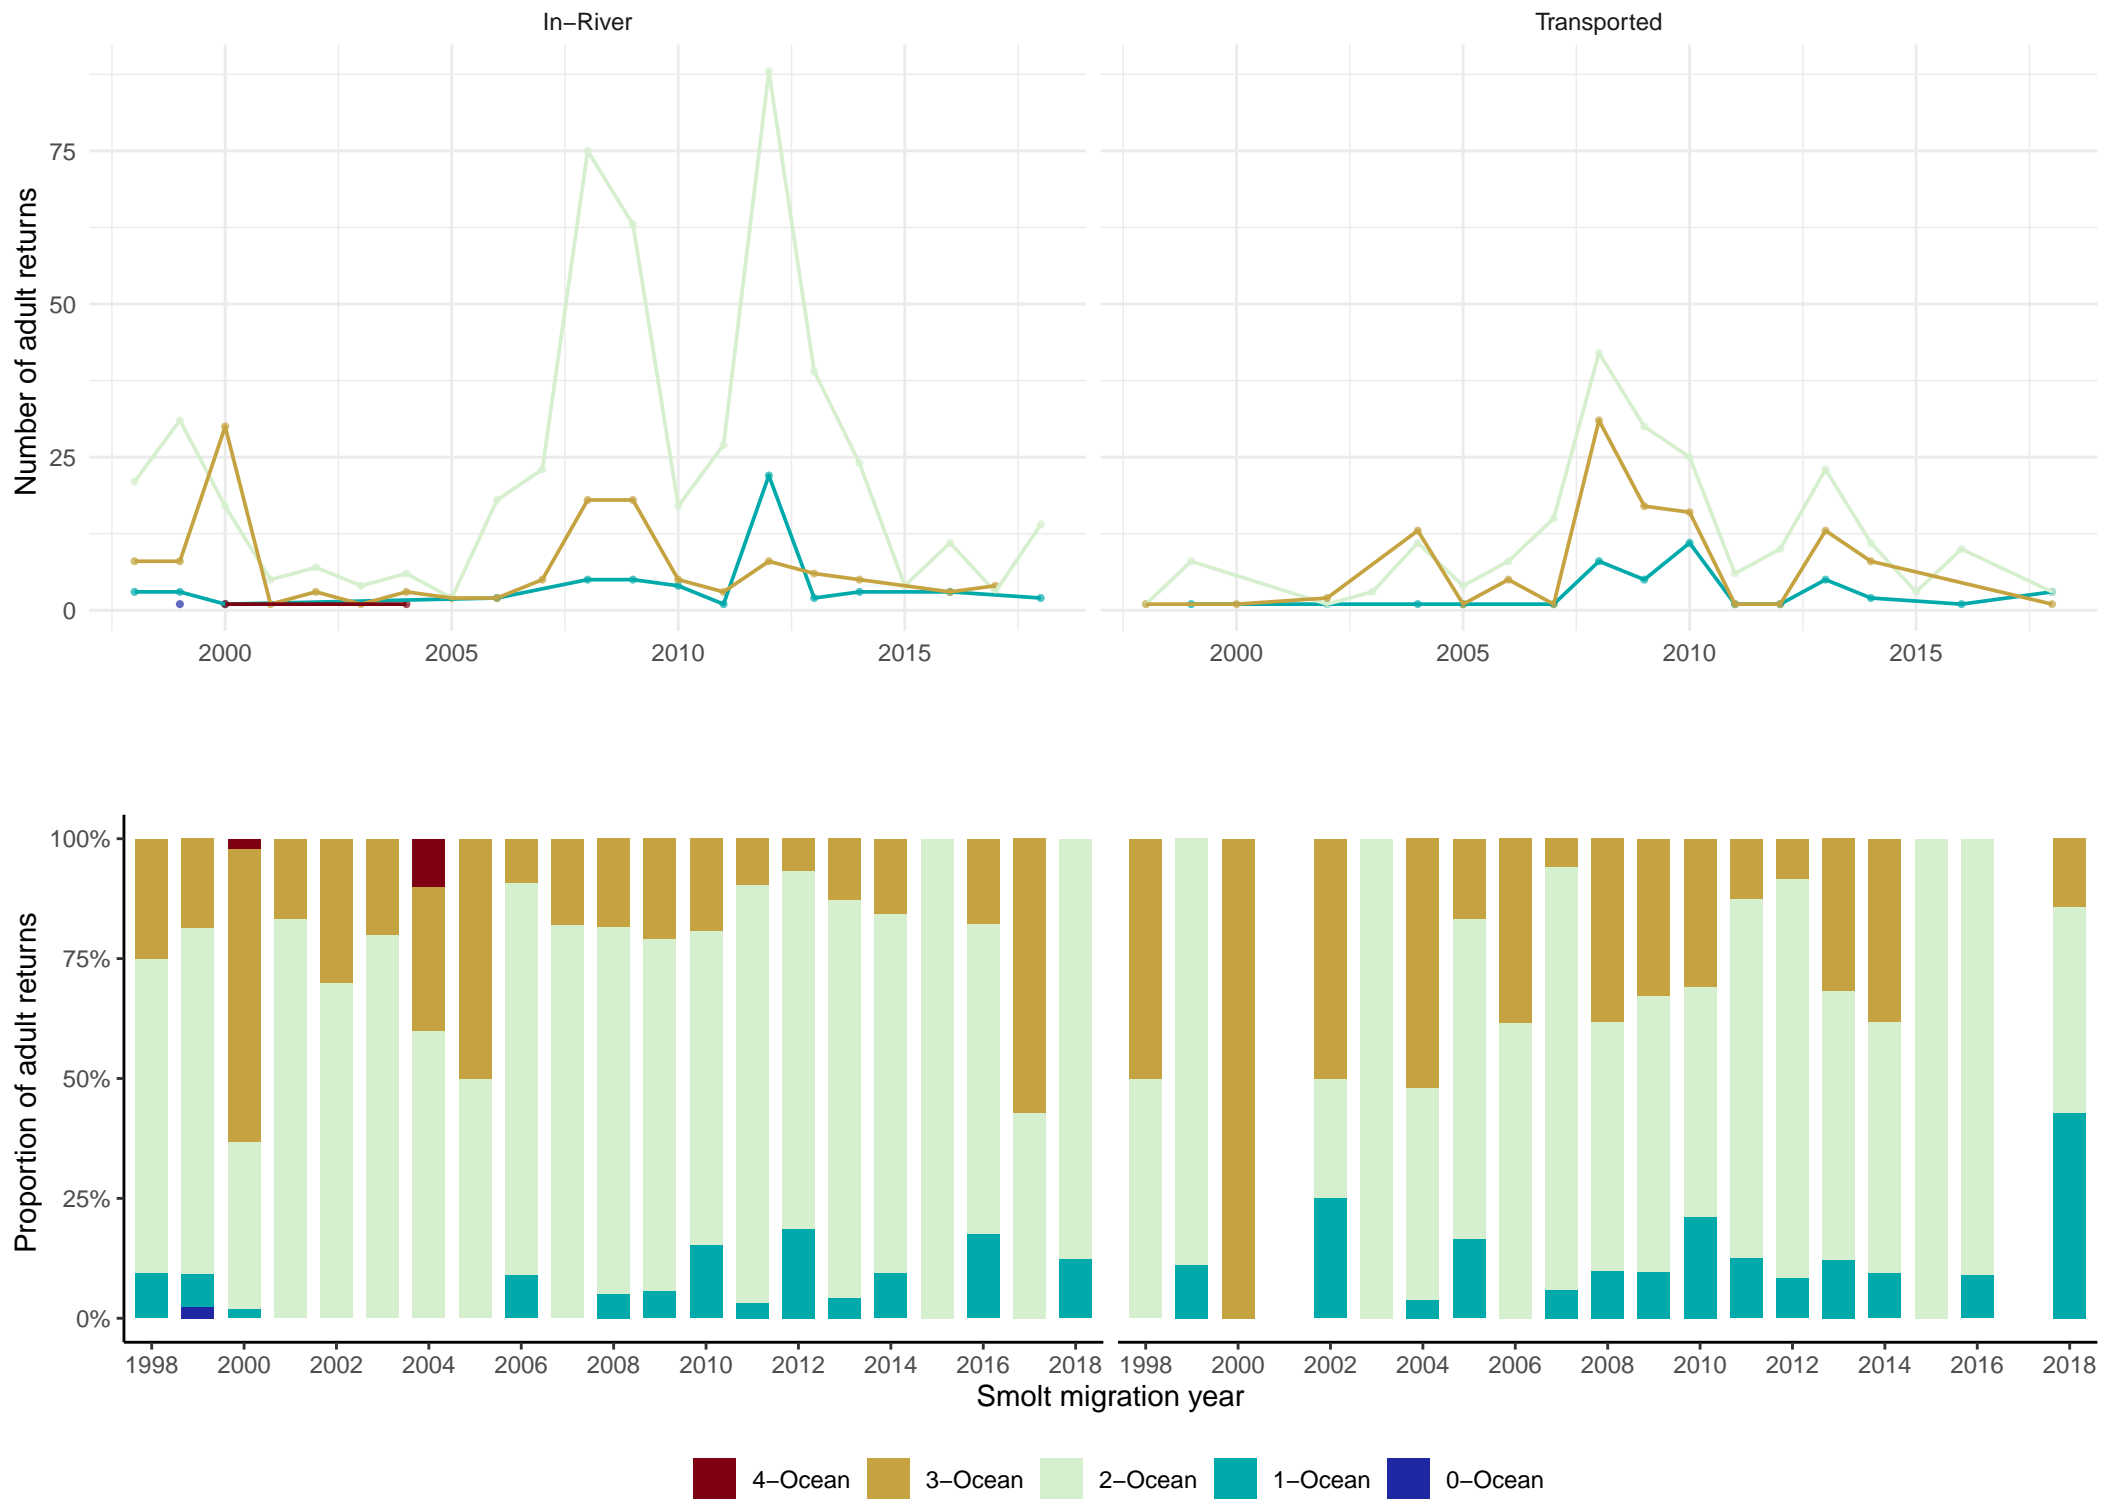 In−River
Transported
Number of adult returns
75
50
25
0
2000 2005 2010 2015
2000 2005 2010 2015
Proportion of adult returns
100%
75%
50%
25%
0%
1998 2000 2002 2004 2006 2008 2010 2012 2014 2016 2018
1998 2000 2002 2004 2006 2008 2010 2012 2014 2016 2018
Smolt migration year
4−Ocean 3−Ocean 2−Ocean 1−Ocean 0−Ocean